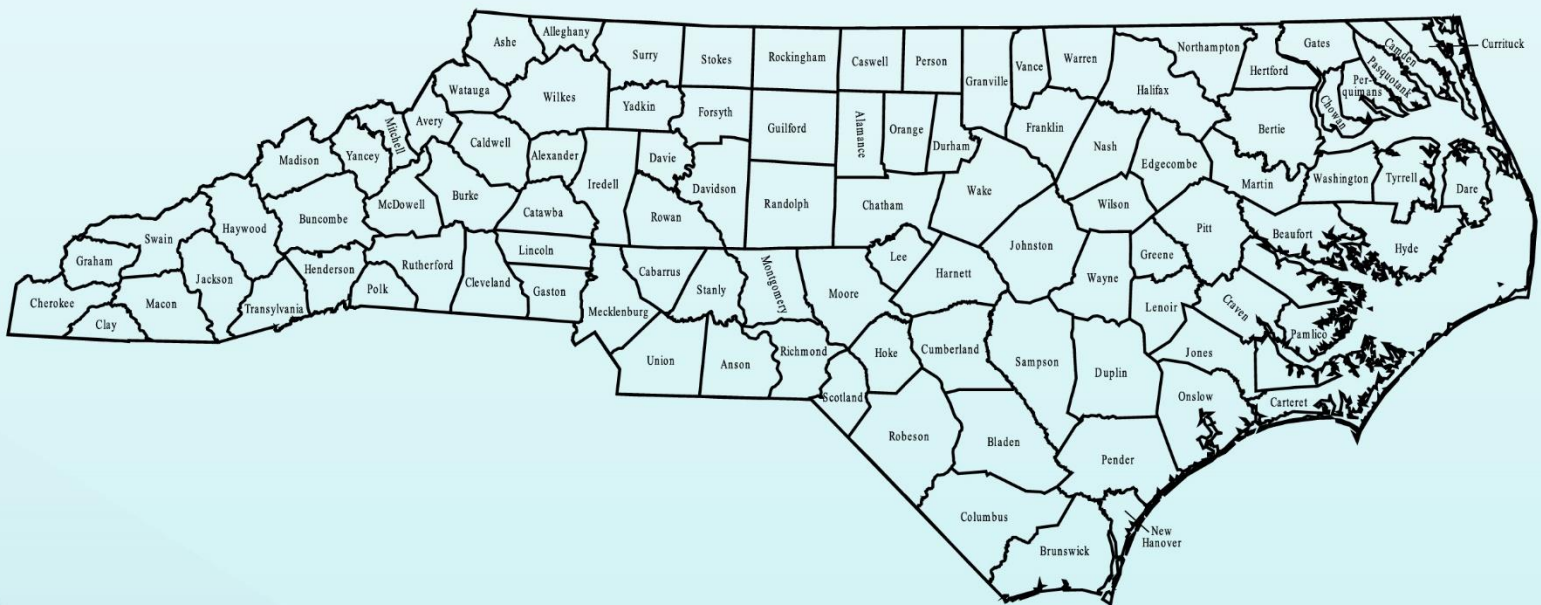 Alleghany
Ashe
Surry
Stokes
Rockingham
Caswell
Person
Granville
Vance
Warren
Northampton
Gates
Camden
Currituck
Hertford
Pasquotank
Per-
quimans
Chowan
Halifax
Watauga
Wilkes
Yadkin
Forsyth
Guilford
Alamance
Orange
Durham
Franklin
Nash
Edgecombe
Bertie
Mitchell
Avery
Caldwell
Alexander
Davie
Madison
Yancey
Iredell
Davidson
Randolph
Chatham
Wake
Wilson
Martin
Washington
Tyrrell
Dare
McDowell
Burke
Catawba
Rowan
Buncombe
Haywood
Swain
Lincoln
Johnston
Pitt
Beaufort
Hyde
Graham
Jackson
Henderson
Rutherford
Cleveland
Gaston
Cabarrus
Stanly
Montgomery
Moore
Lee
Harnett
Wayne
Greene
Cherokee
Macon
Clay
Transylvania
Polk
Mecklenburg
Lenoir
Craven
Pamlico
Union
Anson
Richmond
Hoke
Cumberland
Sampson
Duplin
Jones
Scotland
Onslow
Carteret
Robeson
Bladen
Pender
Columbus
Brunswick
New
Hanover